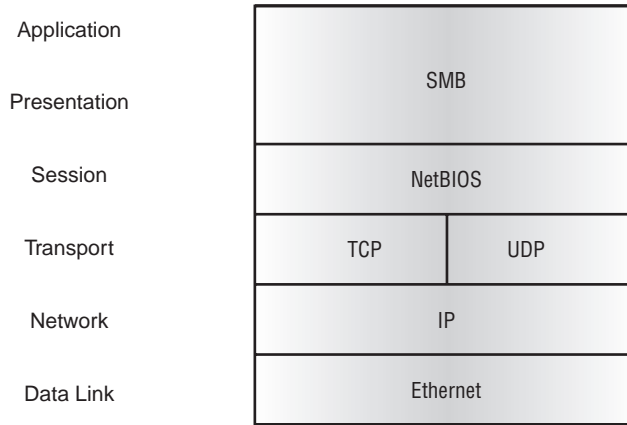 Application
Presentation
SMB
Session
NetBIOS
Transport
TCP
UDP
Network
IP
Data Link
Ethernet